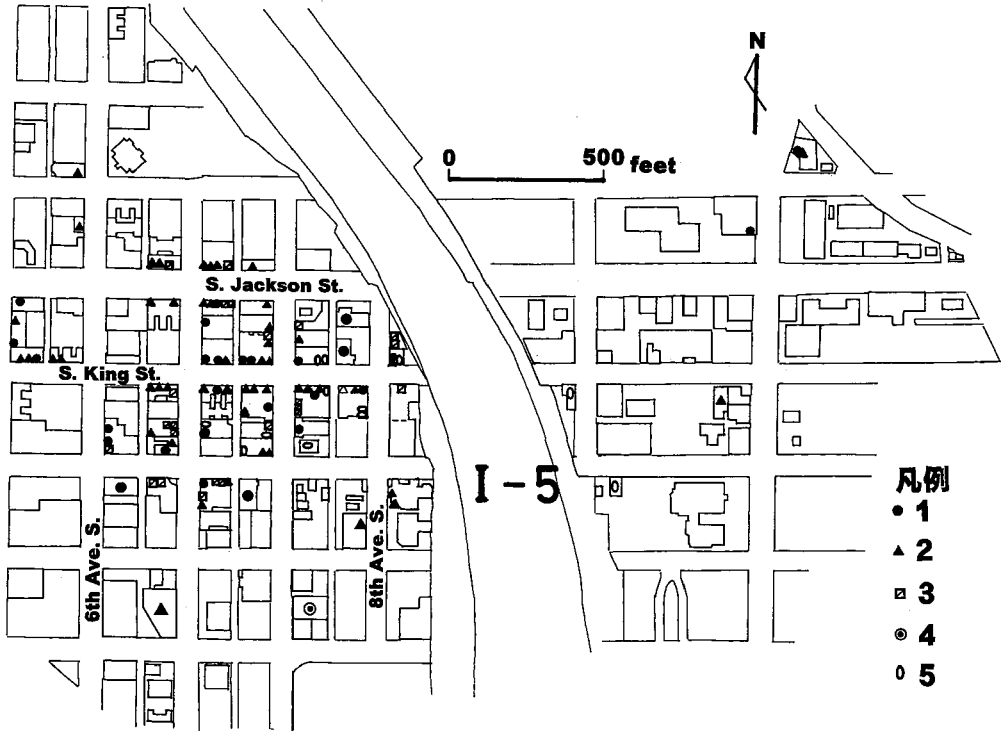 N
0 500 feet
S. Jackson St.
S. King St.
I-5
6th Ave. S.
8th Ave. S.
凡例
1
2
3
4
5